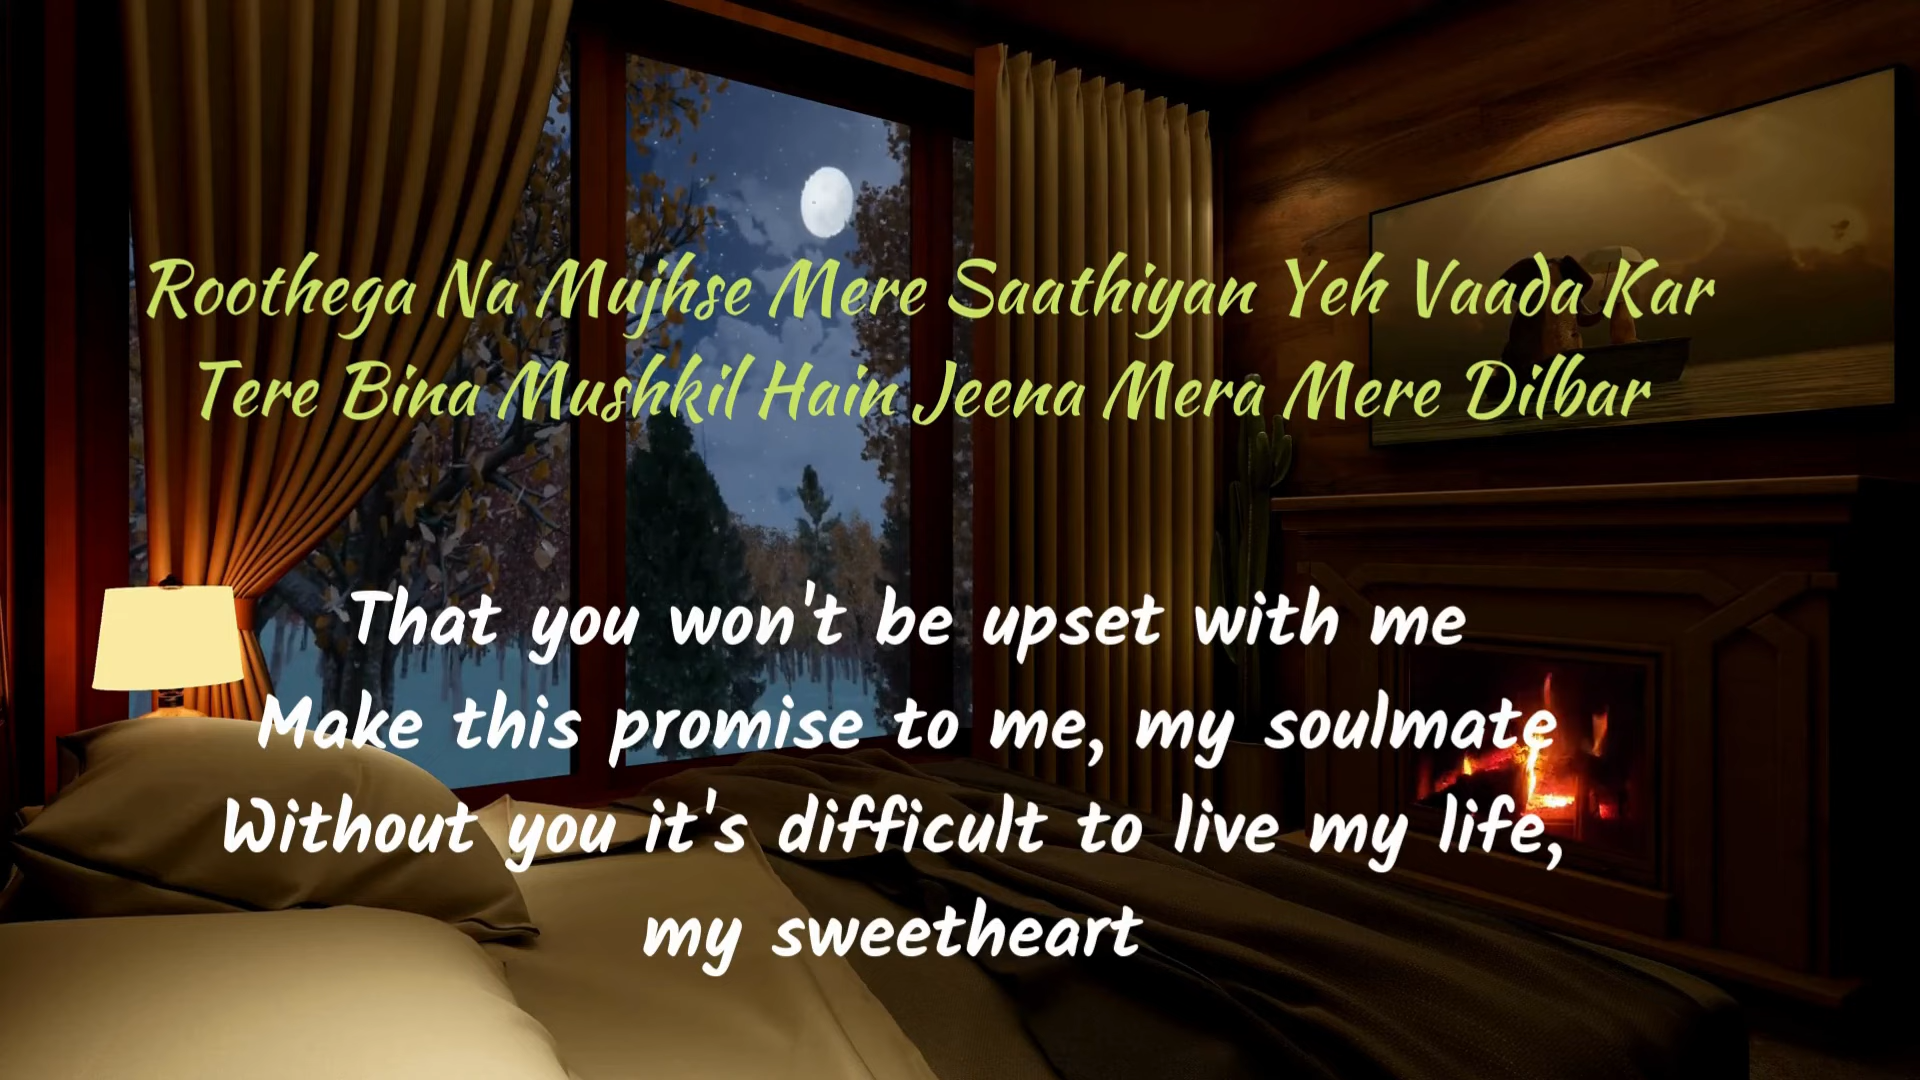 Roothega Na Mujhse Mere Saathiyan Yeh Vaada Kar
Tere Bina Mushkil Hain Jeena Mera Mere Dilbar
That you won't be upset with me
Make this promise to me, my soulmate
Without you it's difficult to live my life,
my sweetheart